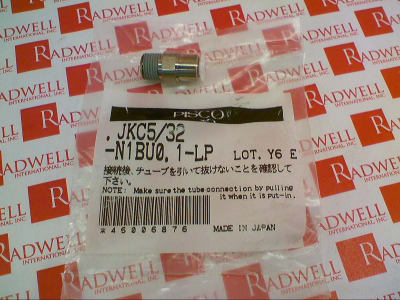 RADWELL
INTERNATIONAL, INC.
PISCO
.JKC5/32
-N1BU0.1-LP LOT.Y6 E
接続後、チューブを引いて抜けないことを確認して
下さい。
NOTE: Make sure the tube connection by pulling
it when it is put-in.
*46006876 MADE IN JAPAN